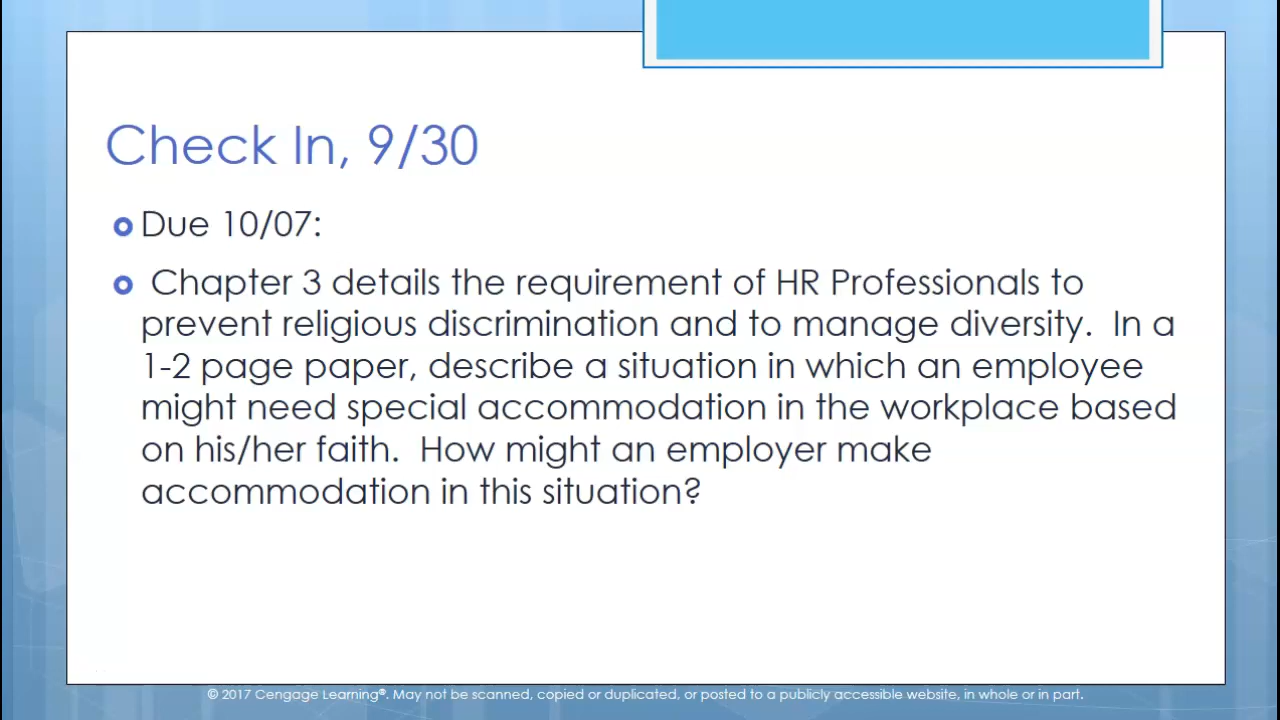 Check In, 9/30
Due 10/07:
Chapter 3 details the requirement of HR Professionals to
prevent religious discrimination and to manage diversity.  In a
1-2 page paper, describe a situation in which an employee
might need special accommodation in the workplace based
on his/her faith.  How might an employer make
accommodation in this situation?
© 2017 Cengage Learning®. May not be scanned, copied or duplicated, or posted to a publicly accessible website, in whole or in part.